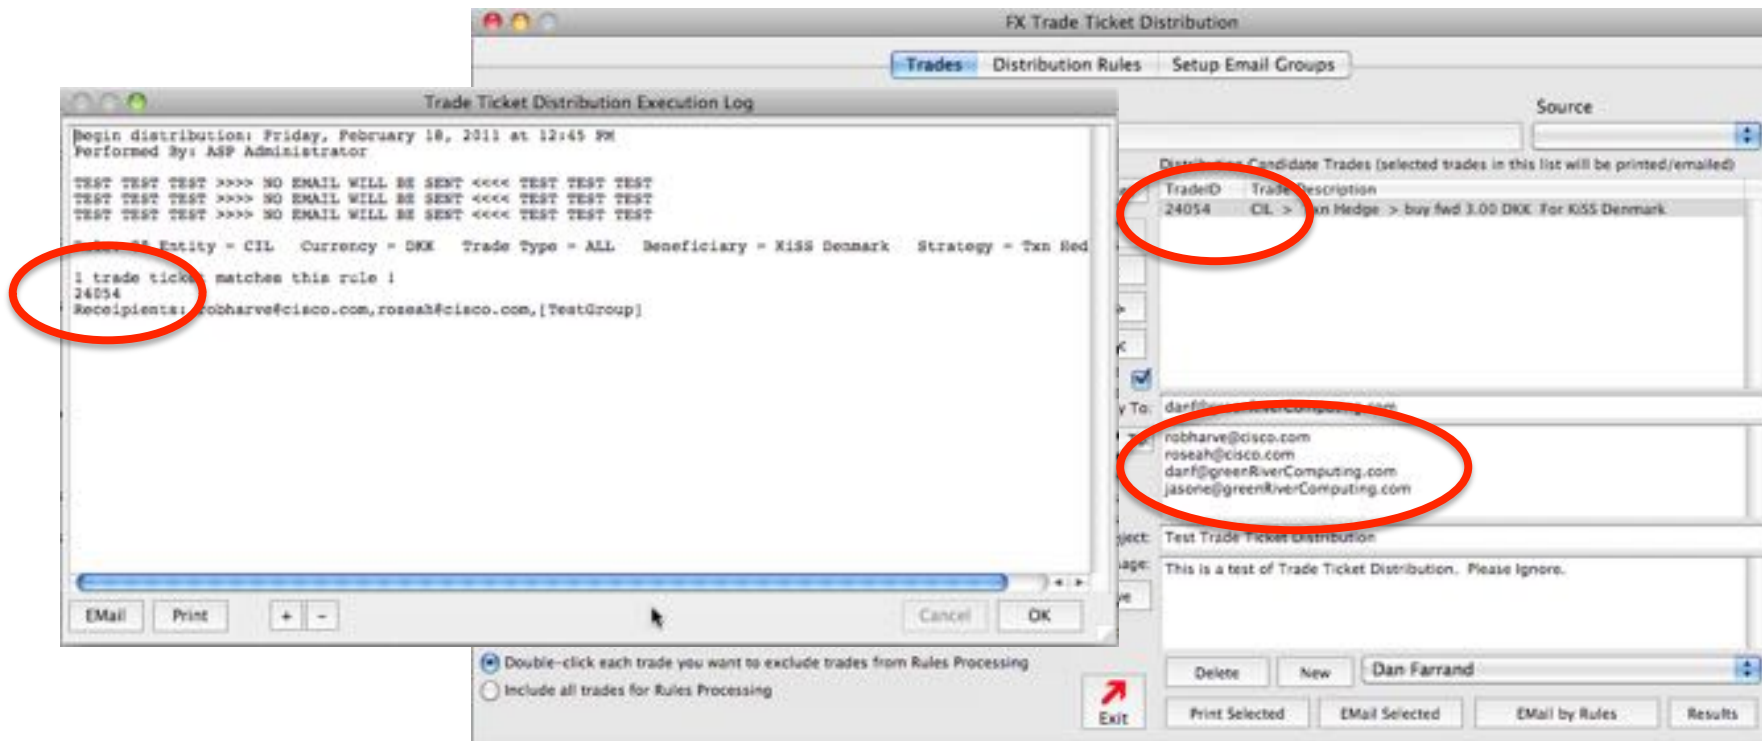 FX Trade Ticket Distribution
Trades Distribution Rules Setup Email Groups
Source
Distribution Candidate Trades (selected trades in this list will be printed/emailed)
TradeID Trade Description
24054 CIL > Txn Hedge > buy fwd 3.00 DKK For KiSS Denmark
y To: danf@greenRiverComputing.com
robharve@cisco.com
roseah@cisco.com
danf@greenRiverComputing.com
jasone@greenRiverComputing.com
ject: Test Trade Ticket Distribution
age: This is a test of Trade Ticket Distribution. Please Ignore.
Delete New Dan Farrand
Print Selected EMail Selected EMail by Rules Results
Exit
Double-click each trade you want to exclude trades from Rules Processing
Include all trades for Rules Processing
Trade Ticket Distribution Execution Log
Begin distribution: Friday, February 18, 2011 at 12:45 PM
Performed By: ASP Administrator
TEST TEST TEST >>>> NO EMAIL WILL BE SENT <<<< TEST TEST TEST
TEST TEST TEST >>>> NO EMAIL WILL BE SENT <<<< TEST TEST TEST
TEST TEST TEST >>>> NO EMAIL WILL BE SENT <<<< TEST TEST TEST
Entity = CIL Currency = DKK Trade Type = ALL Beneficiary = KiSS Denmark Strategy = Txn Hed
1 trade ticket matches this rule :
24054
Receipients: robharve@cisco.com,roseah@cisco.com,[TestGroup]
EMail Print + - Cancel OK